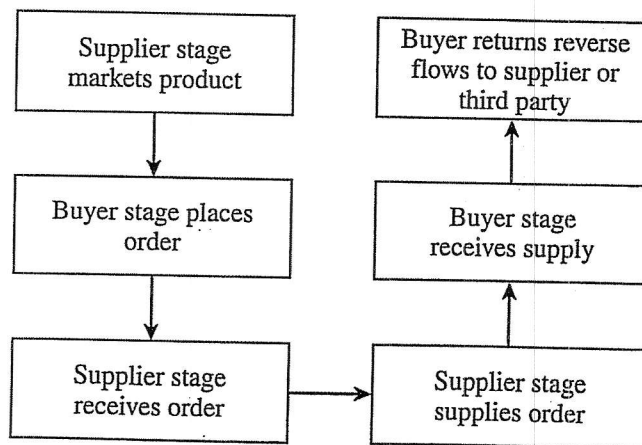 Supplier stage
markets product
Buyer stage places
order
Supplier stage
receives order
Supplier stage
supplies order
Buyer stage
receives supply
Buyer returns reverse
flows to supplier or
third party